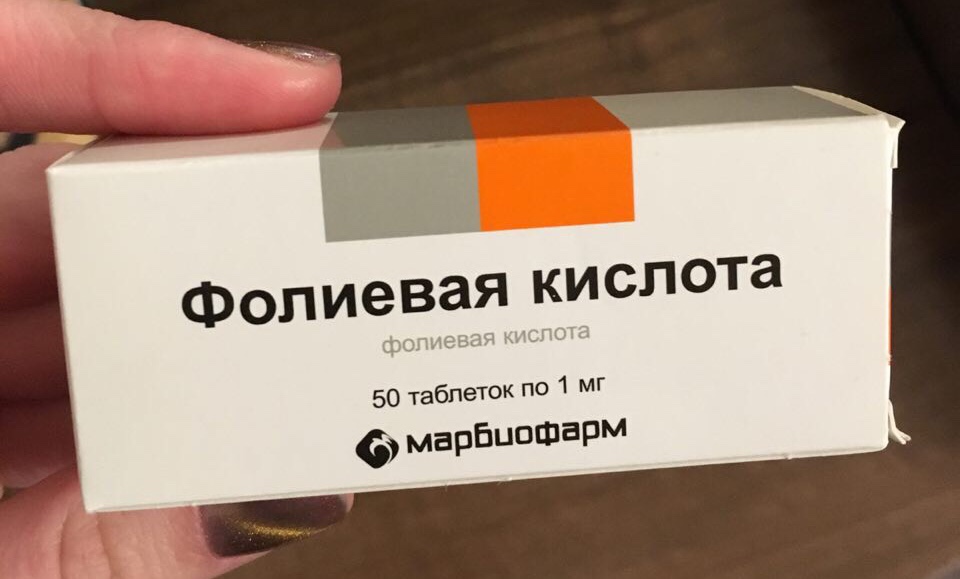 Фолиевая кислота
фолиевая кислота
50 таблеток по 1 мг
марбиофарм